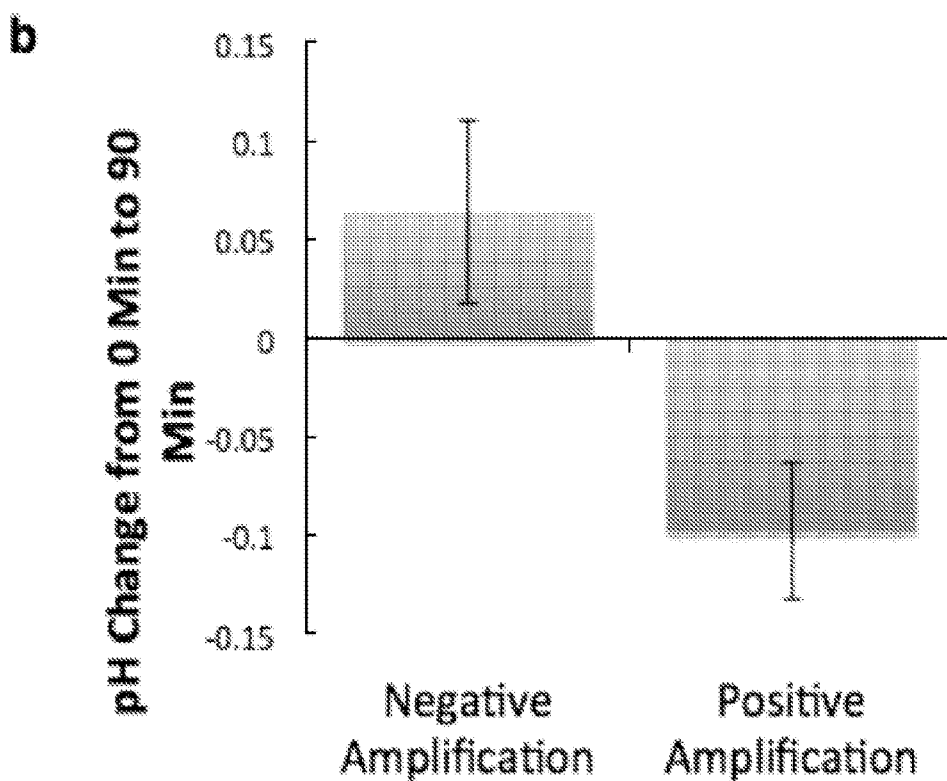 b
pH Change from 0 Min to 90
Min
0.15
0.1
0.05
0
-0.05
-0.1
-0.15
Negative
Amplification
Positive
Amplification